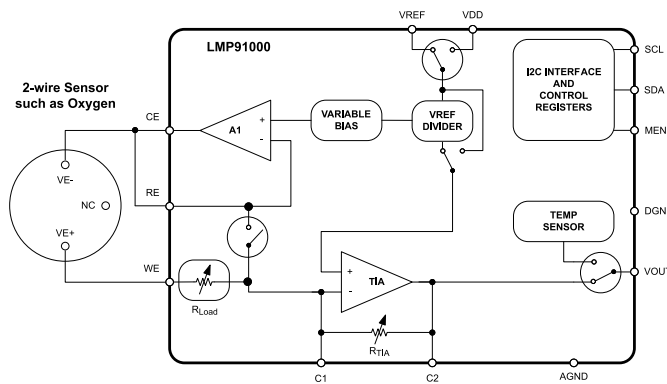 VREF
VDD
LMP91000
SCL
I2C INTERFACE
AND
CONTROL
REGISTERS
2-wire Sensor
such as Oxygen
CE
A1
+
-
VARIABLE
BIAS
VREF
DIVIDER
SDA
MEN
VE-
RE
NC
DGN
TEMP
SENSOR
VE+
WE
+
-
TIA
VOUT
RLoad
RTIA
C1
C2
AGND